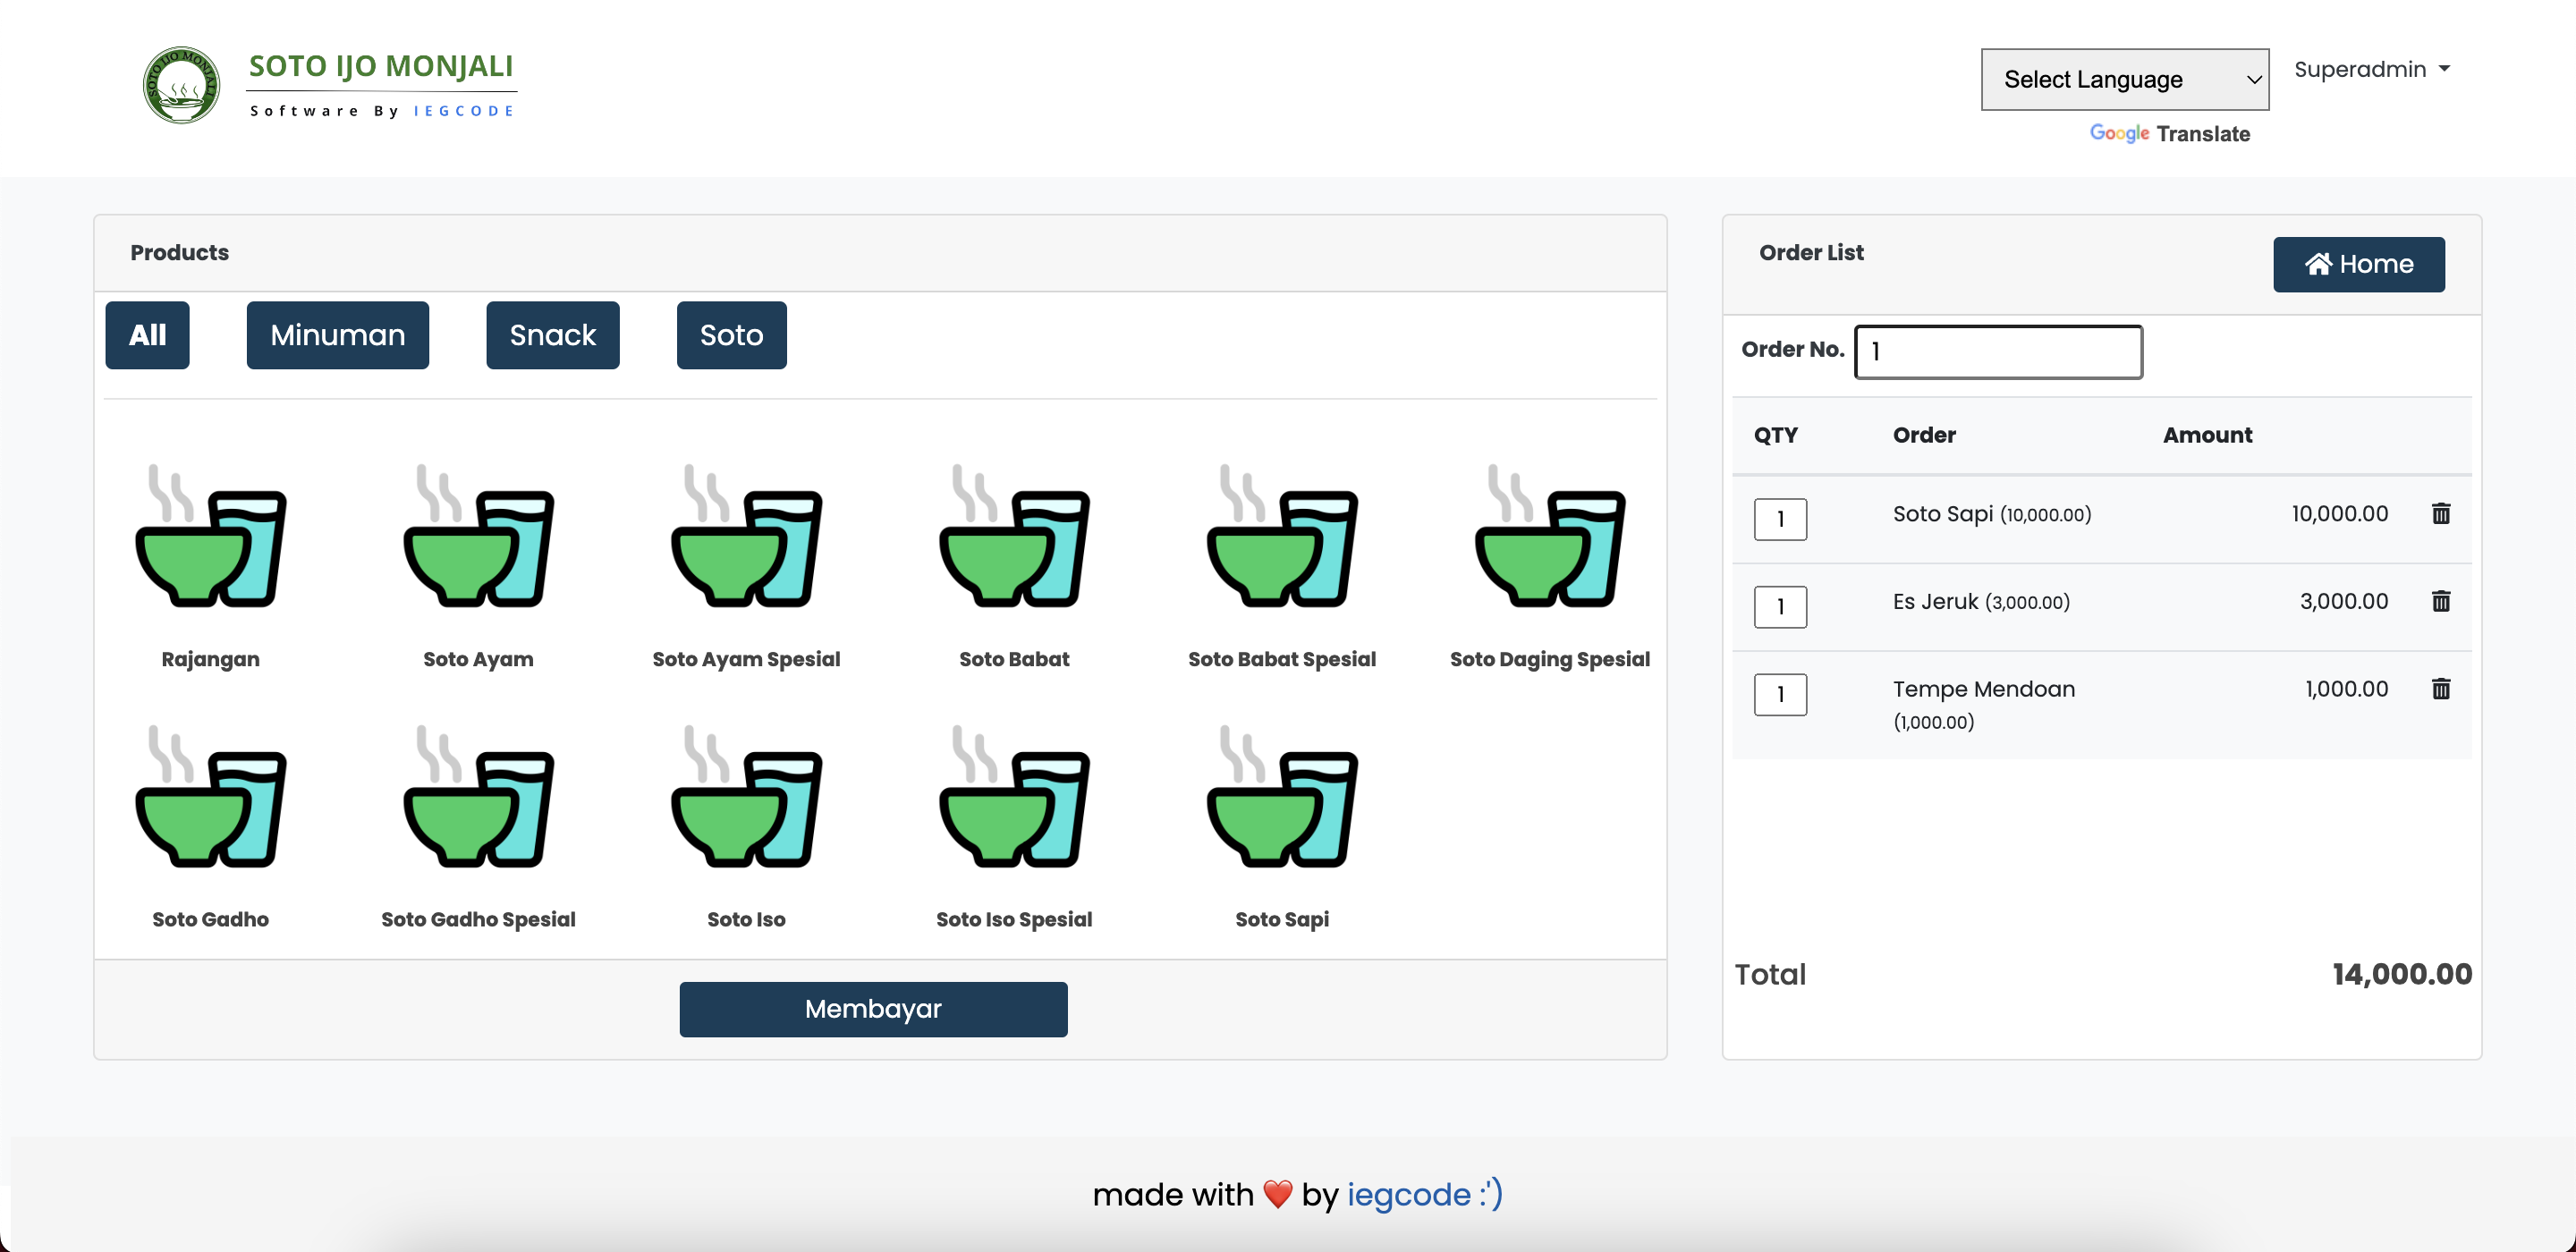 SOTO IJO MONJALI
SOTO IJO MONJALI
Software By IEGCODE
Select Language
Superadmin
Google Translate
Products
All
Minuman
Snack
Soto
Rajangan
Soto Ayam
Soto Ayam Spesial
Soto Babat
Soto Babat Spesial
Soto Daging Spesial
Soto Gadho
Soto Gadho Spesial
Soto Iso
Soto Iso Spesial
Soto Sapi
Membayar
Order List
Home
Order No. 1
QTY Order Amount
1 Soto Sapi (10,000.00) 10,000.00
1 Es Jeruk (3,000.00) 3,000.00
1 Tempe Mendoan 1,000.00
(1,000.00)
Total 14,000.00
made with ❤️ by iegcode :')